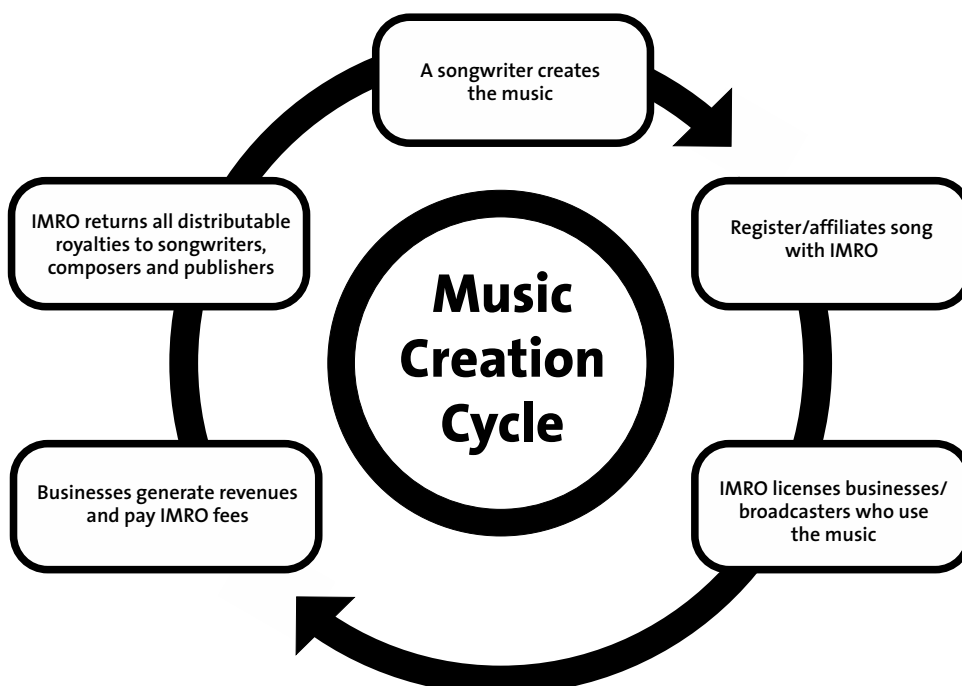 A songwriter creates
the music
Register/affiliates song
with IMRO
IMRO licenses businesses/
broadcasters who use
the music
Businesses generate revenues
and pay IMRO fees
IMRO returns all distributable
royalties to songwriters,
composers and publishers
Music
Creation
Cycle